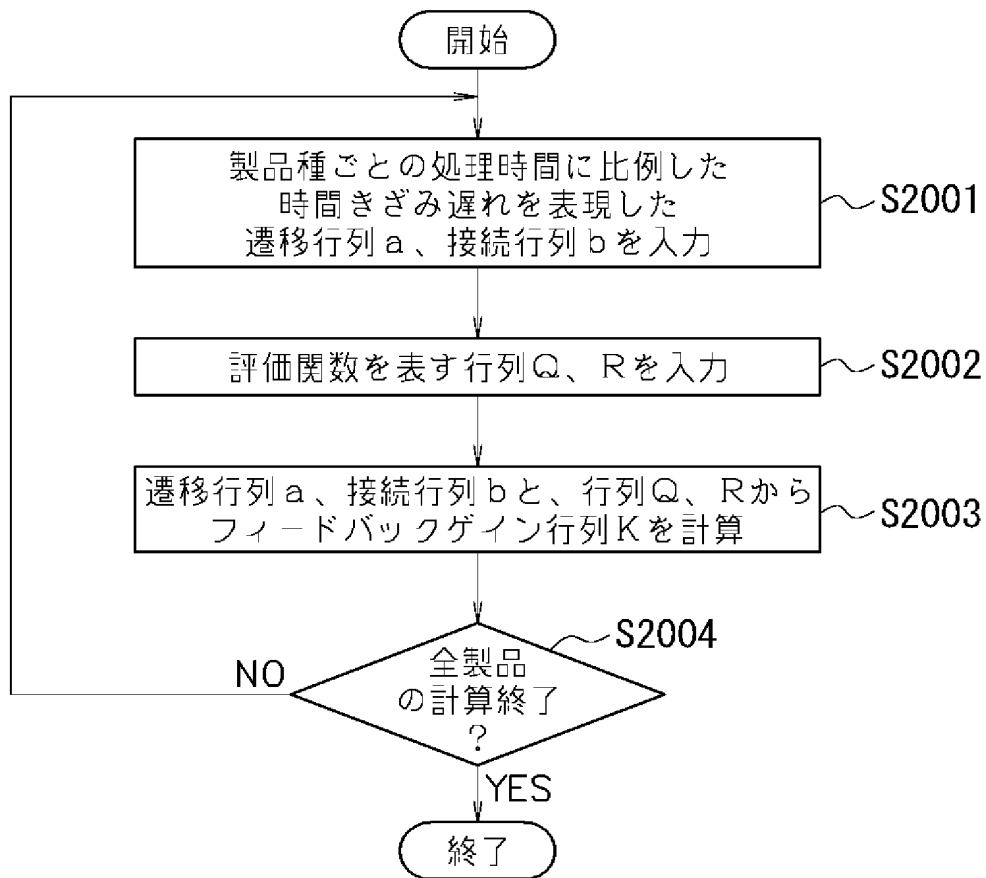 開始
製品種ごとの処理時間に比例した
時間きざみ遅れを表現した
遷移行列a、接続行列bを入力
S2001
評価関数を表す行列Q、Rを入力
S2002
遷移行列a、接続行列bと、行列Q、Rから
フィードバックゲイン行列Kを計算
S2003
S2004
全製品
の計算終了
?
NO
YES
終了